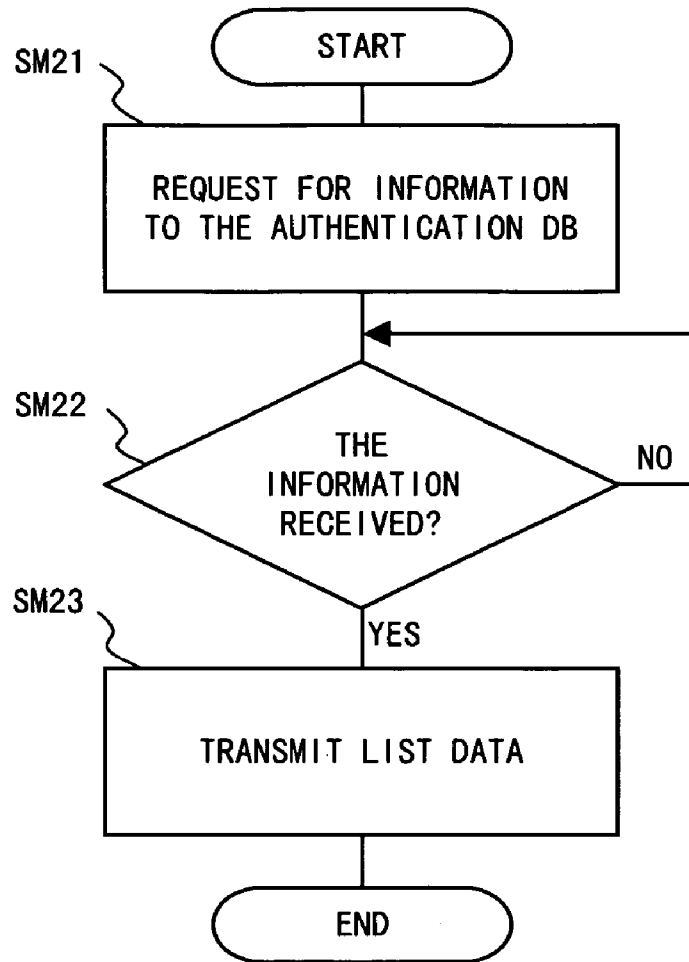 START
SM21
REQUEST FOR INFORMATION
TO THE AUTHENTICATION DB
SM22
THE
INFORMATION
RECEIVED?
NO
SM23
YES
TRANSMIT LIST DATA
END